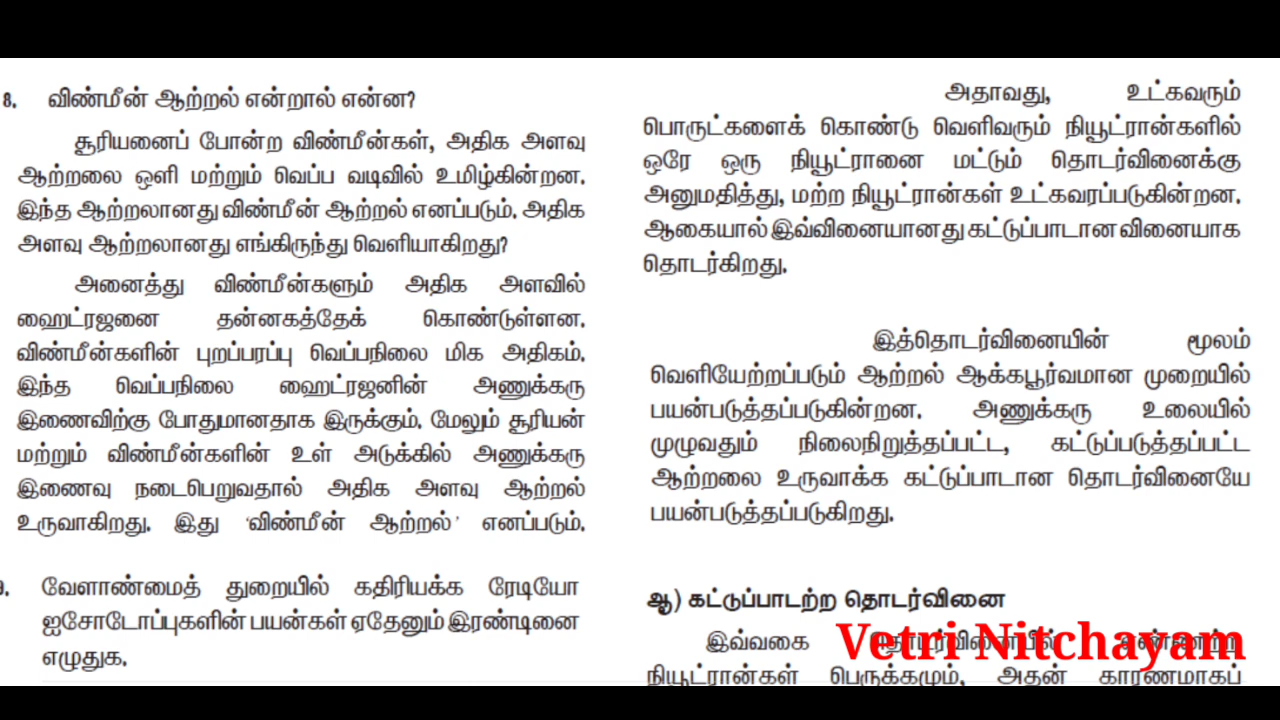 8. விண்மீன் ஆற்றல் என்றால் என்ன?
சூரியனைப் போன்ற விண்மீன்கள், அதிக அளவு
ஆற்றலை ஒளி மற்றும் வெப்ப வடிவில் உமிழ்கின்றன.
இந்த ஆற்றலானது விண்மீன் ஆற்றல் எனப்படும். அதிக
அளவு ஆற்றலானது எங்கிருந்து வெளியாகிறது?
அனைத்து விண்மீன்களும் அதிக அளவில்
ஹைட்ரஜனை தன்னகத்தேக் கொண்டுள்ளன.
விண்மீன்களின் புறப்பரப்பு வெப்பநிலை மிக அதிகம்.
இந்த வெப்பநிலை ஹைட்ரஜனின் அணுக்கரு
இணைவிற்கு போதுமானதாக இருக்கும். மேலும் சூரியன்
மற்றும் விண்மீன்களின் உள் அடுக்கில் அணுக்கரு
இணைவு நடைபெறுவதால் அதிக அளவு ஆற்றல்
உருவாகிறது. இது ‘விண்மீன் ஆற்றல்’ எனப்படும்.
9. வேளாண்மைத் துறையில் கதிரியக்க ரேடியோ
ஐசோடோப்புகளின் பயன்கள் ஏதேனும் இரண்டினை
எழுதுக.
அதாவது, உட்கவரும்
பொருட்களைக் கொண்டு வெளிவரும் நியூட்ரான்களில்
ஒரே ஒரு நியூட்ரானை மட்டும் தொடர்வினைக்கு
அனுமதித்து, மற்ற நியூட்ரான்கள் உட்கவரப்படுகின்றன.
ஆகையால் இவ்வினையானது கட்டுப்பாடான வினையாக
தொடர்கிறது.
இத்தொடர்வினையின் மூலம்
வெளியேற்றப்படும் ஆற்றல் ஆக்கபூர்வமான முறையில்
பயன்படுத்தப்படுகின்றன. அணுக்கரு உலையில்
முழுவதும் நிலைநிறுத்தப்பட்ட, கட்டுப்படுத்தப்பட்ட
ஆற்றலை உருவாக்க கட்டுப்பாடான தொடர்வினையே
பயன்படுத்தப்படுகிறது.
ஆ) கட்டுப்பாடற்ற தொடர்வினை
இவ்வகை தொடர்வினையில் எண்ணற்ற
நியூட்ரான்கள் பெருக்கமும், அதன் காரணமாகப்
Vetri Nitchayam